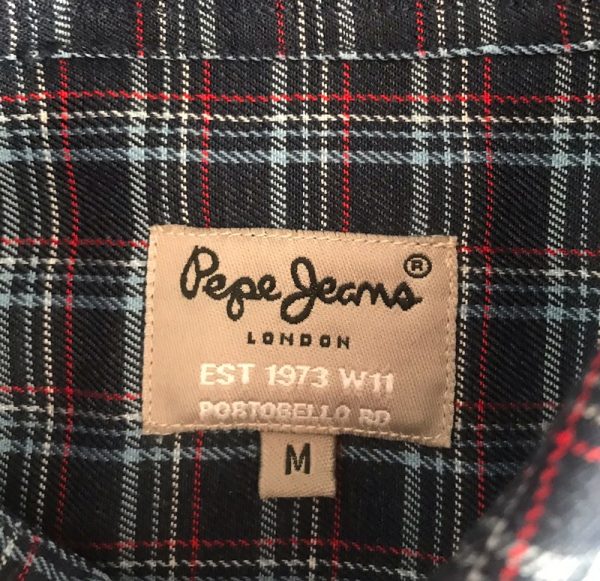 Pepe Jeans®
LONDON
EST 1973 W11
PORTOBELLO RD
M